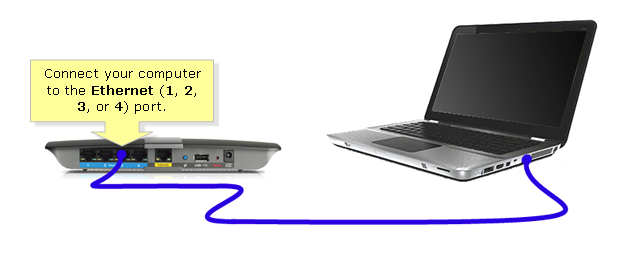 Connect your computer
to the Ethernet (1, 2,
3, or 4) port.